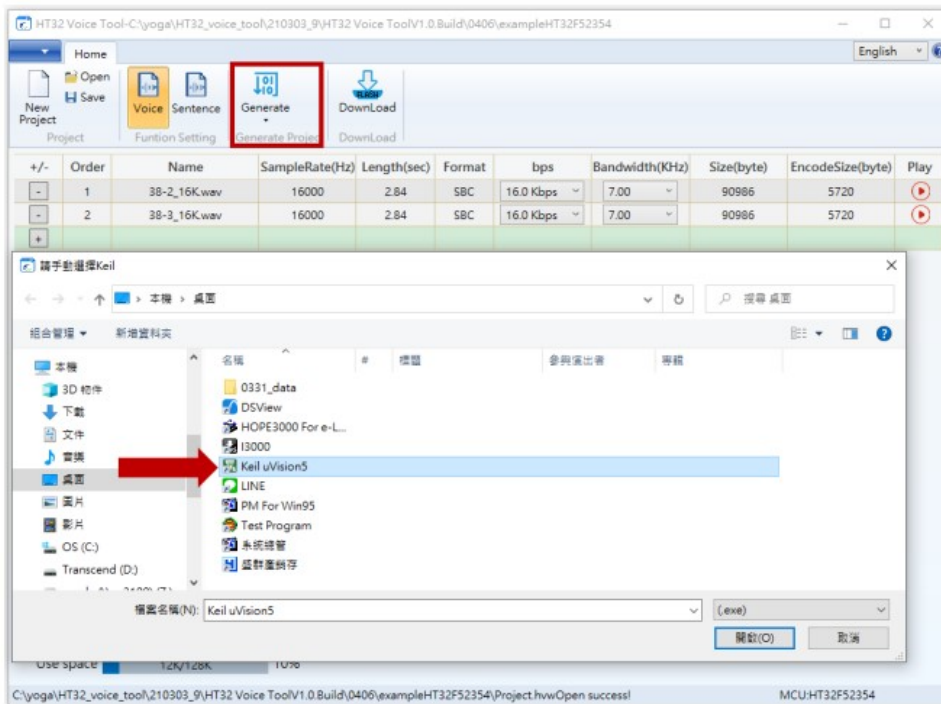 HT32 Voice Tool-C:\yoga\HT32_voice_tool\210303_9\HT32 Voice ToolV1.0.Build\0406\exampleHT32F52354
Home
English
New Project
Open
Save
Voice
Sentence
Generate
DownLoad
Project
Funtion Setting
Generate Project
DownLoad
+/- Order Name SampleRate(Hz) Length(sec) Format bps Bandwidth(KHz) Size(byte) EncodeSize(byte) Play
- 1 38-2_16K.wav 16000 2.84 SBC 16.0 Kbps 7.00 90986 5720
- 2 38-3_16K.wav 16000 2.84 SBC 16.0 Kbps 7.00 90986 5720
+
請手動選擇Keil
本機 › 桌面
搜尋 桌面
組合管理
新增資料夾
名稱 # 標題 參與演出者 專輯
本機
3D 物件
下載
文件
音樂
桌面
圖片
影片
OS (C:)
Transcend (D:)
0331_data
DSView
HOPE3000 For e-L...
I3000
Keil uVision5
LINE
PM For Win95
Test Program
系統總管
盛群產銷存
檔案名稱(N): Keil uVision5
(.exe)
開啟(O)
取消
Use space 12K/128K 10%
C:\yoga\HT32_voice_tool\210303_9\HT32 Voice ToolV1.0.Build\0406\exampleHT32F52354\Project.hvwOpen success!
MCU:HT32F52354